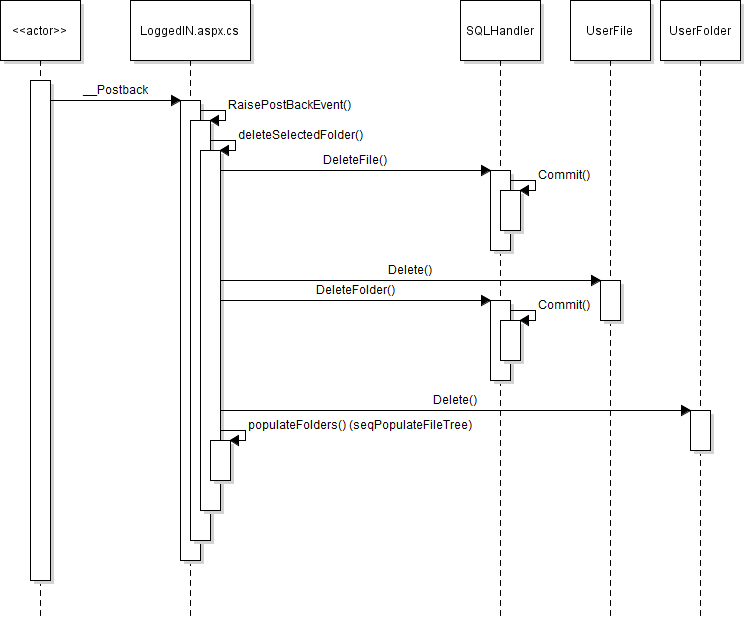 <<actor>>
LoggedIN.aspx.cs
SQLHandler
UserFile
UserFolder
__Postback
RaisePostBackEvent()
deleteSelectedFolder()
DeleteFile()
Commit()
Delete()
DeleteFolder()
Commit()
Delete()
populateFolders() (seqPopulateFileTree)